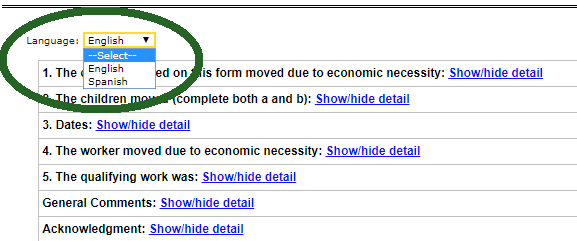 Language: English
--Select--
English
Spanish
1. The on this form moved due to economic necessity: Show/hide detail
2. The children moved (complete both a and b): Show/hide detail
3. Dates: Show/hide detail
4. The worker moved due to economic necessity: Show/hide detail
5. The qualifying work was: Show/hide detail
General Comments: Show/hide detail
Acknowledgment: Show/hide detail